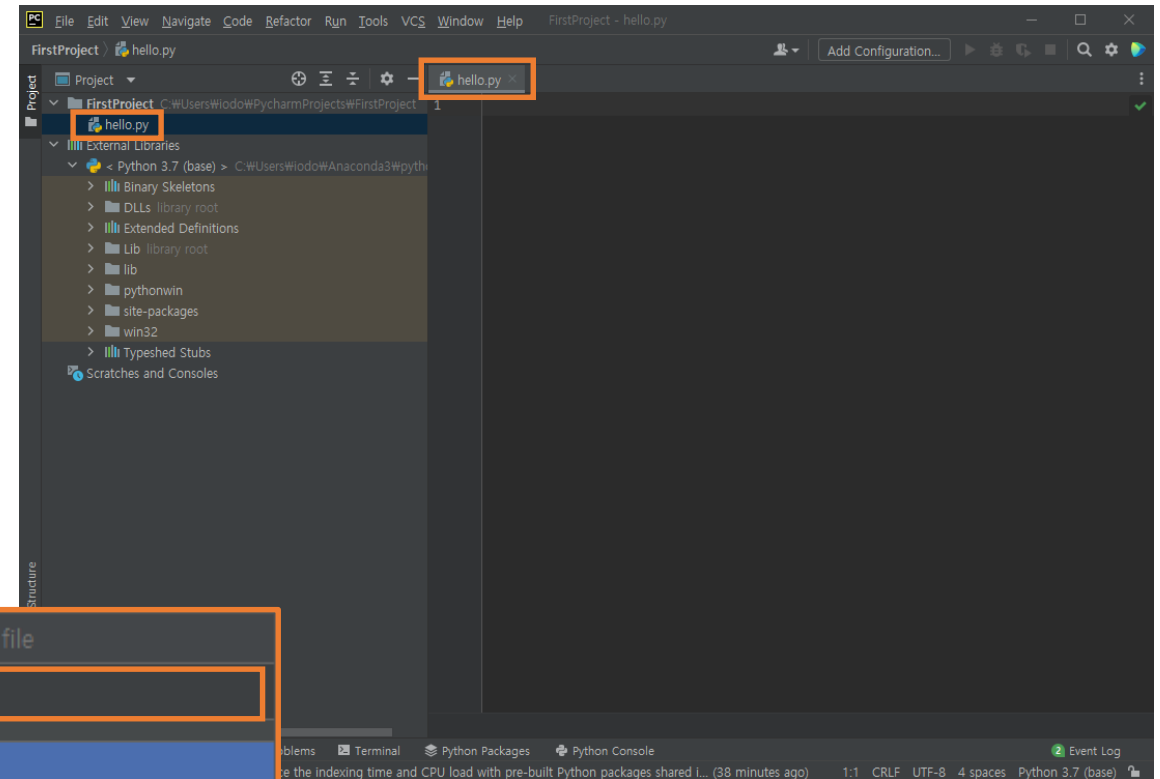 PC File Edit View Navigate Code Refactor Run Tools VCS Window Help FirstProject - hello.py
FirstProject hello.py Add Configuration...
Project Project hello.py
FirstProject C:₩Users₩iodo₩PycharmProjects₩FirstProject 1
hello.py
External Libraries
< Python 3.7 (base) > C:₩Users₩iodo₩Anaconda3₩pyth
Binary Skeletons
DLLs library root
Extended Definitions
Lib library root
lib
pythonwin
site-packages
win32
Typeshed Stubs
Scratches and Consoles
Structure
file
Terminal Python Packages Python Console 2 Event Log
the indexing time and CPU load with pre-built Python packages shared i... (38 minutes ago) 1:1 CRLF UTF-8 4 spaces Python 3.7 (base)